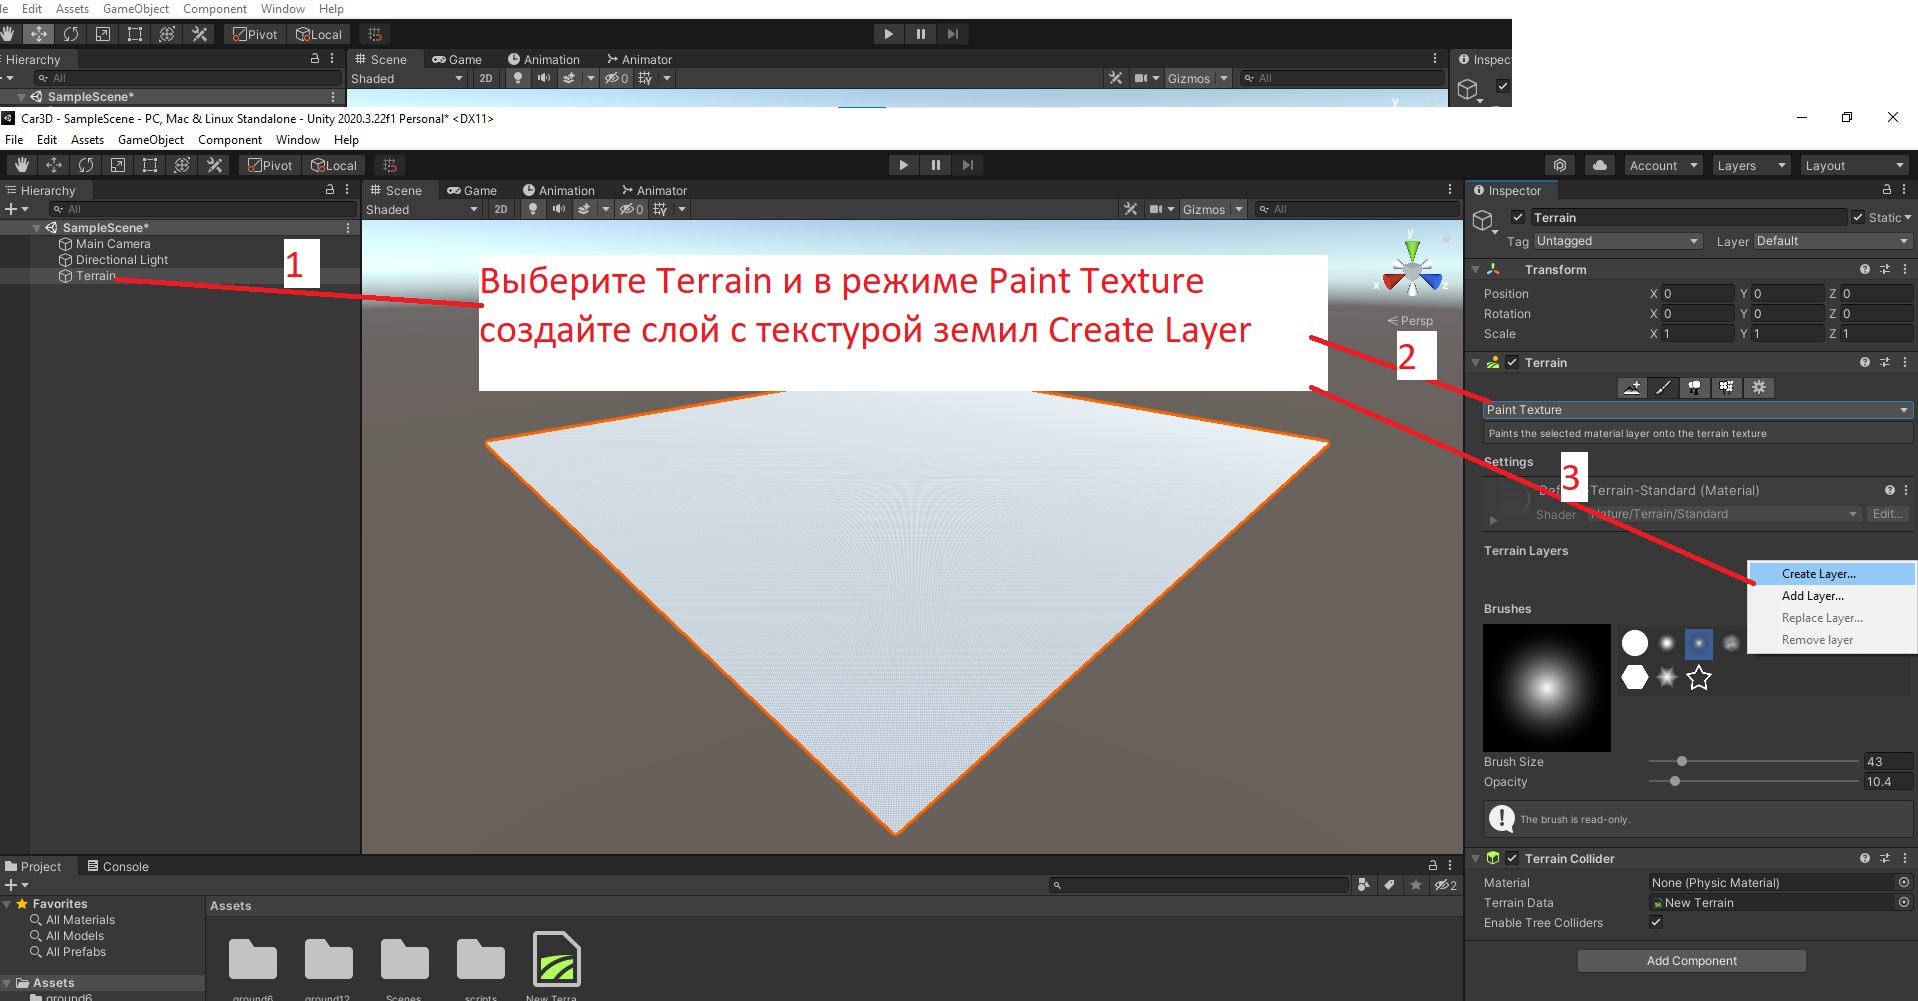 Edit Assets GameObject Component Window Help
Pivot Local
Hierarchy
Scene Game Animation Animator
All
Shaded 2D 0 Gizmos All
SampleScene*
y
Car3D - SampleScene - PC, Mac & Linux Standalone - Unity 2020.3.22f1 Personal* <DX11>
File Edit Assets GameObject Component Window Help
Pivot Local
Account Layers Layout
Hierarchy
All
SampleScene*
Main Camera
Directional Light
Terrain
1
Scene Game Animation Animator
Shaded 2D 0 Gizmos All
Выберите Terrain и в режиме Paint Texture
создайте слой с текстурой земил Create Layer
y
x z
Persp
2
3
Inspector
Terrain Static
Tag Untagged Layer Default
Transform
Position X 0 Y 0 Z 0
Rotation X 0 Y 0 Z 0
Scale X 1 Y 1 Z 1
Terrain
Paint Texture
Paints the selected material layer onto the terrain texture
Settings
Terrain-Standard (Material)
Shader Nature/Terrain/Standard Edit...
Terrain Layers
Create Layer...
Add Layer...
Replace Layer...
Remove layer
Brushes
Brush Size 43
Opacity 10.4
The brush is read-only.
Terrain Collider
Material None (Physic Material)
Terrain Data New Terrain
Enable Tree Colliders
Add Component
Project Console
2
Favorites
All Materials
All Models
All Prefabs
Assets
ground6
Assets
ground6 ground12 Scenes scripts New Terra...